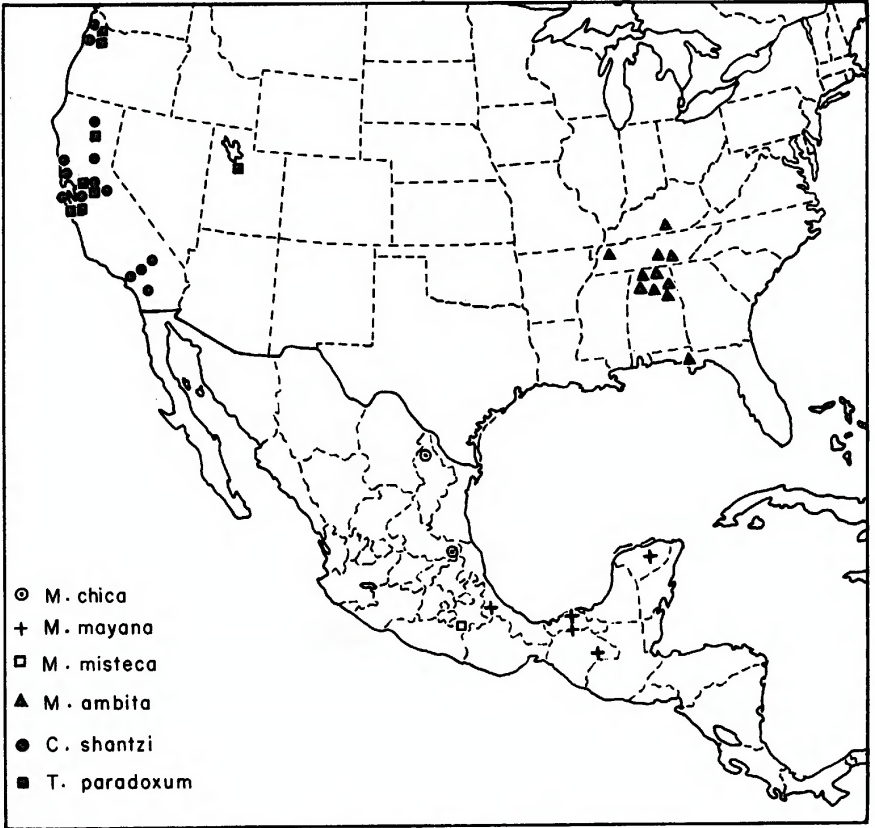 M. chica
M. mayana
M. misteca
M. ambita
C. shantzi
T. paradoxum